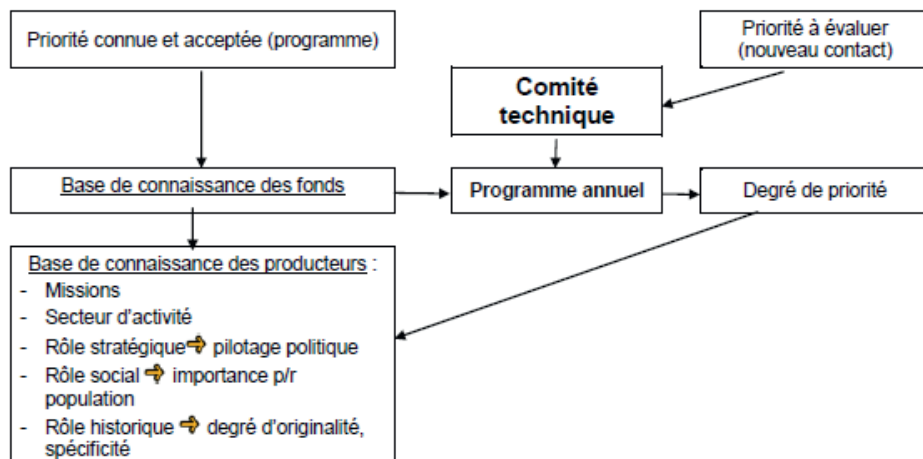 Priorité connue et acceptée (programme)
Priorité à évaluer
(nouveau contact)
Comité
technique
Base de connaissance des fonds
Programme annuel
Degré de priorité
Base de connaissance des producteurs :
- Missions
- Secteur d'activité
- Rôle stratégique ➔ pilotage politique
- Rôle social ➔ importance p/r
population
- Rôle historique ➔ degré d'originalité,
spécificité